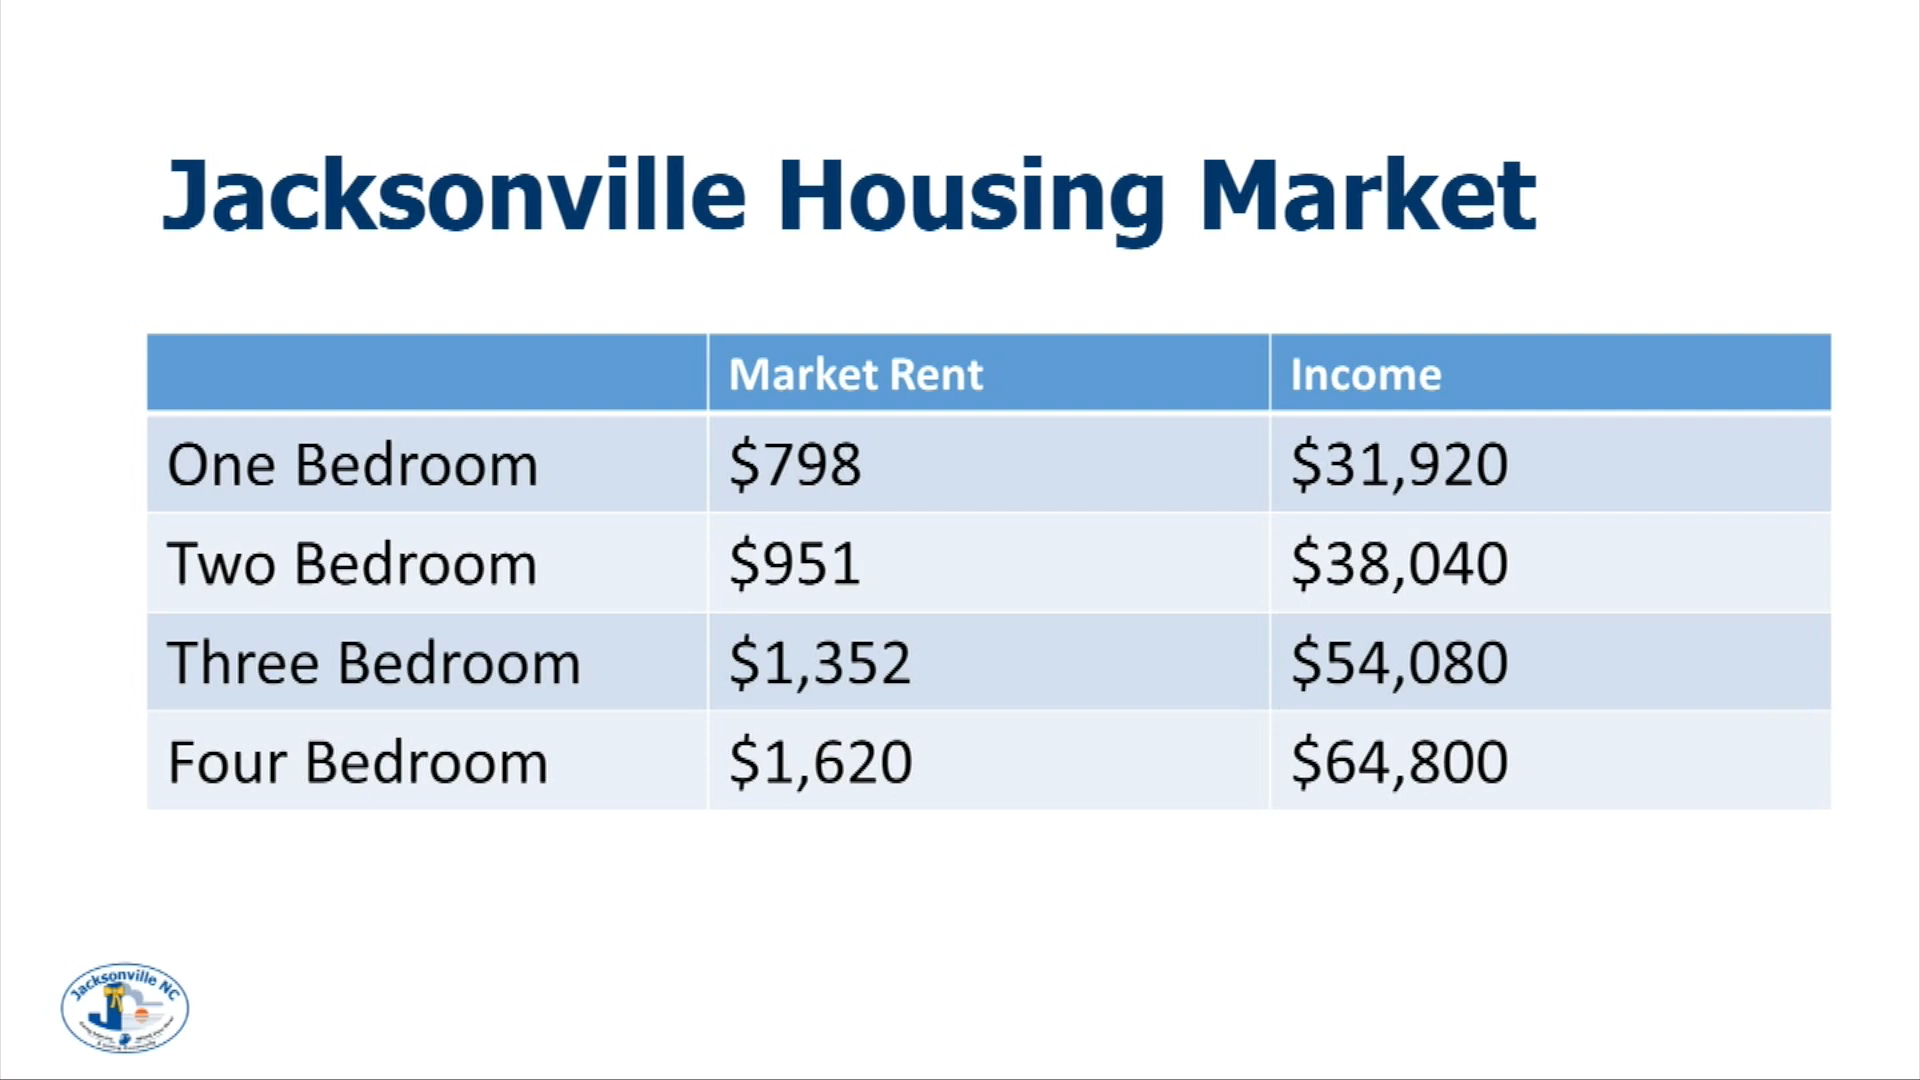 Jacksonville Housing Market
Market Rent Income
One Bedroom $798 $31,920
Two Bedroom $951 $38,040
Three Bedroom $1,352 $54,080
Four Bedroom $1,620 $64,800
Jacksonville NC